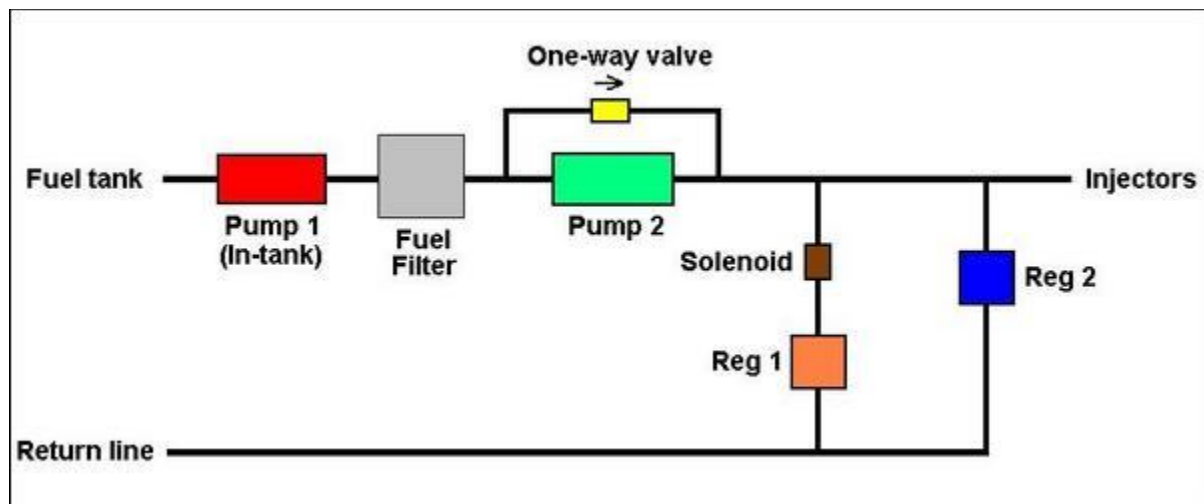 One-way valve
Fuel tank
Pump 1
(In-tank)
Fuel
Filter
Pump 2
Injectors
Solenoid
Reg 2
Reg 1
Return line